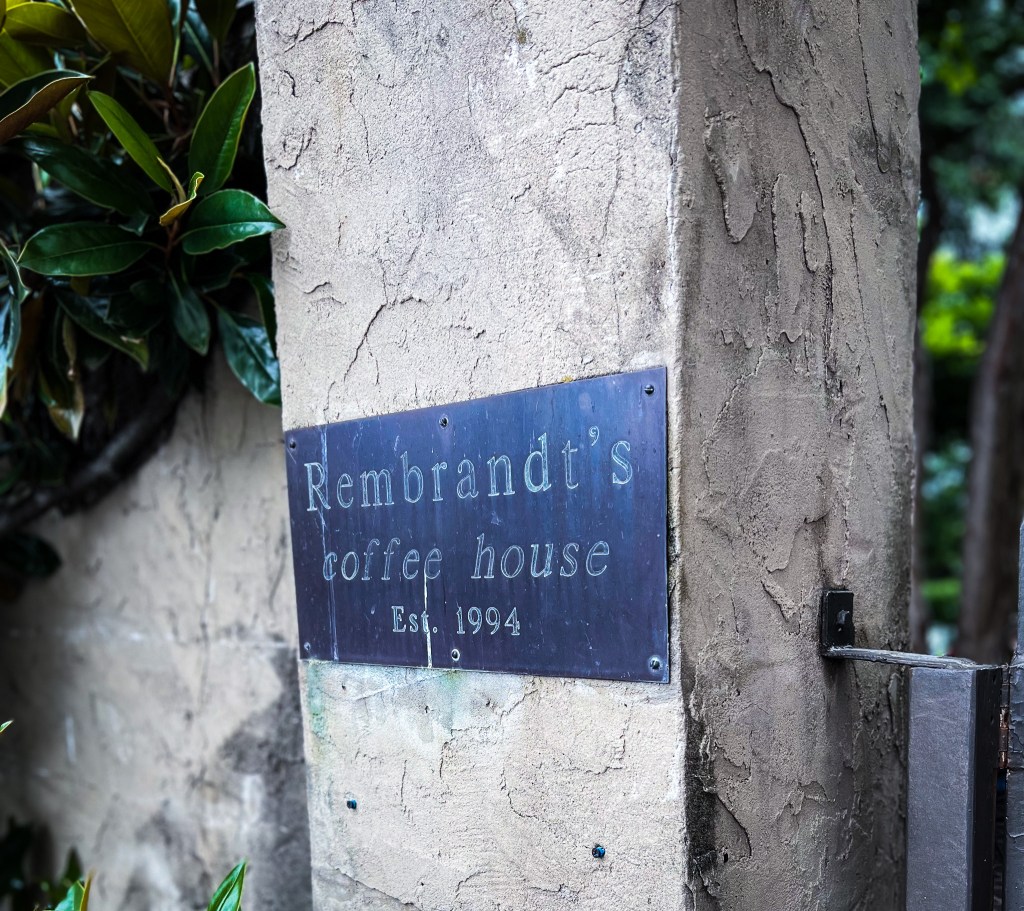 Rembrandt's
coffee house
Est. 1994